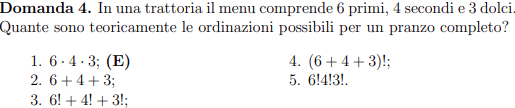 Domanda 4. In una trattoria il menu comprende 6 primi, 4 secondi e 3 dolci.
Quante sono teoricamente le ordinazioni possibili per un pranzo completo?
1. 6 · 4 · 3; (E)
2. 6 + 4 + 3;
3. 6! + 4! + 3!;
4. (6 + 4 + 3)!;
5. 6!4!3!.